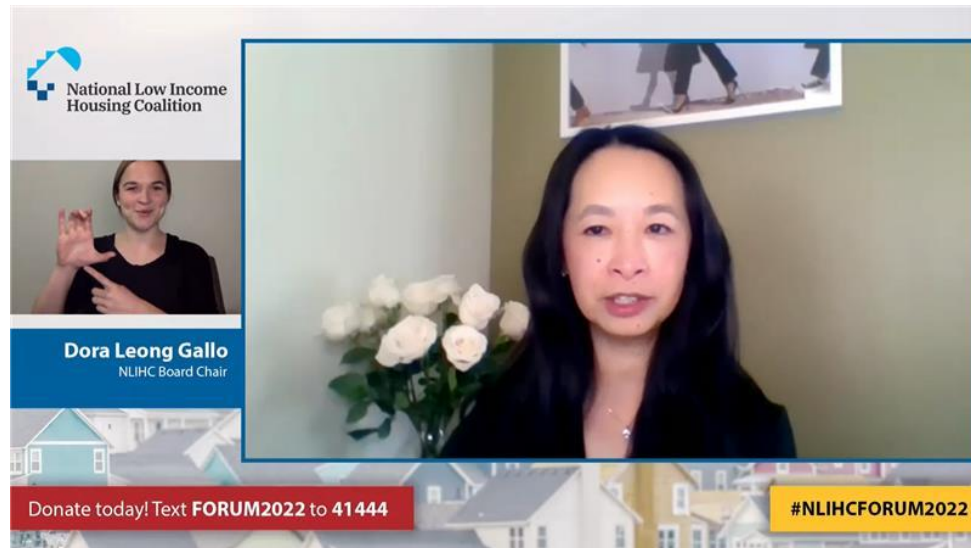 National Low Income
Housing Coalition
Dora Leong Gallo
NLIHC Board Chair
Donate today! Text FORUM2022 to 41444
#NLIHCFORUM2022